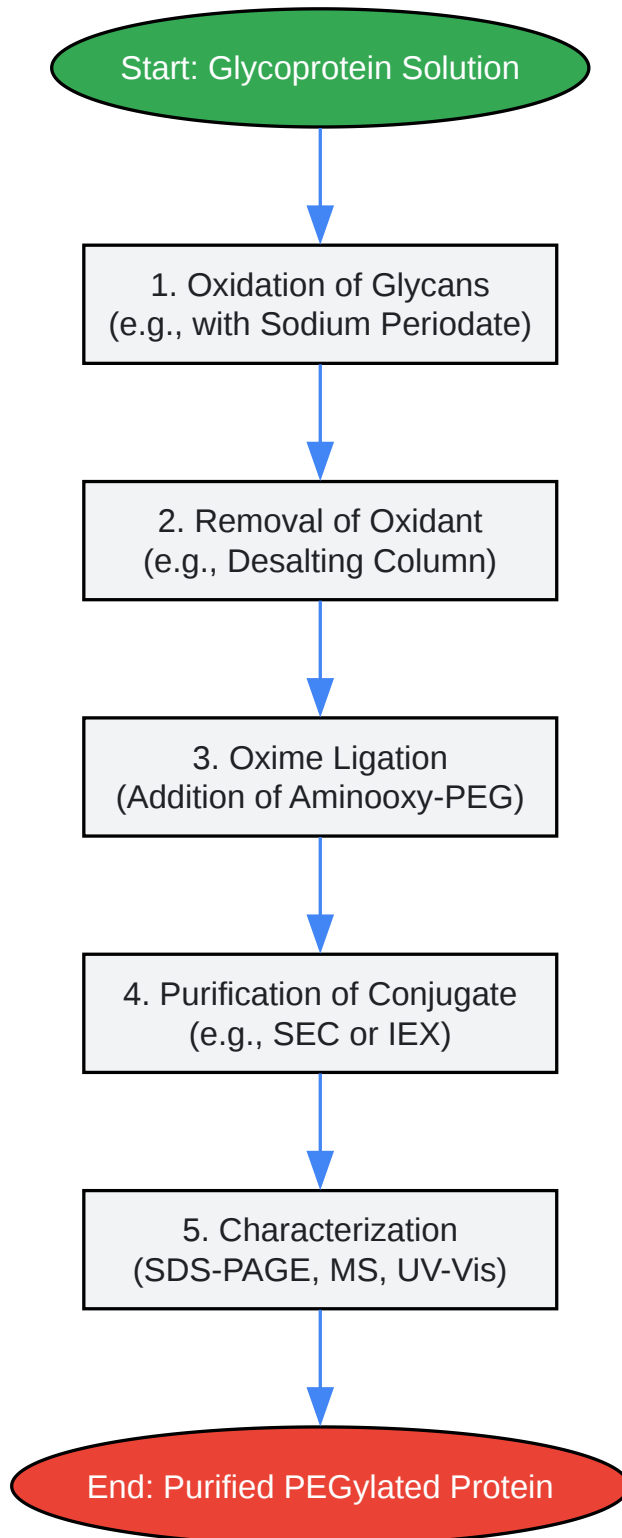 Start: Glycoprotein Solution
1. Oxidation of Glycans
(e.g., with Sodium Periodate)
2. Removal of Oxidant
(e.g., Desalting Column)
3. Oxime Ligation
(Addition of Aminooxy-PEG)
4. Purification of Conjugate
(e.g., SEC or IEX)
5. Characterization
(SDS-PAGE, MS, UV-Vis)
End: Purified PEGylated Protein